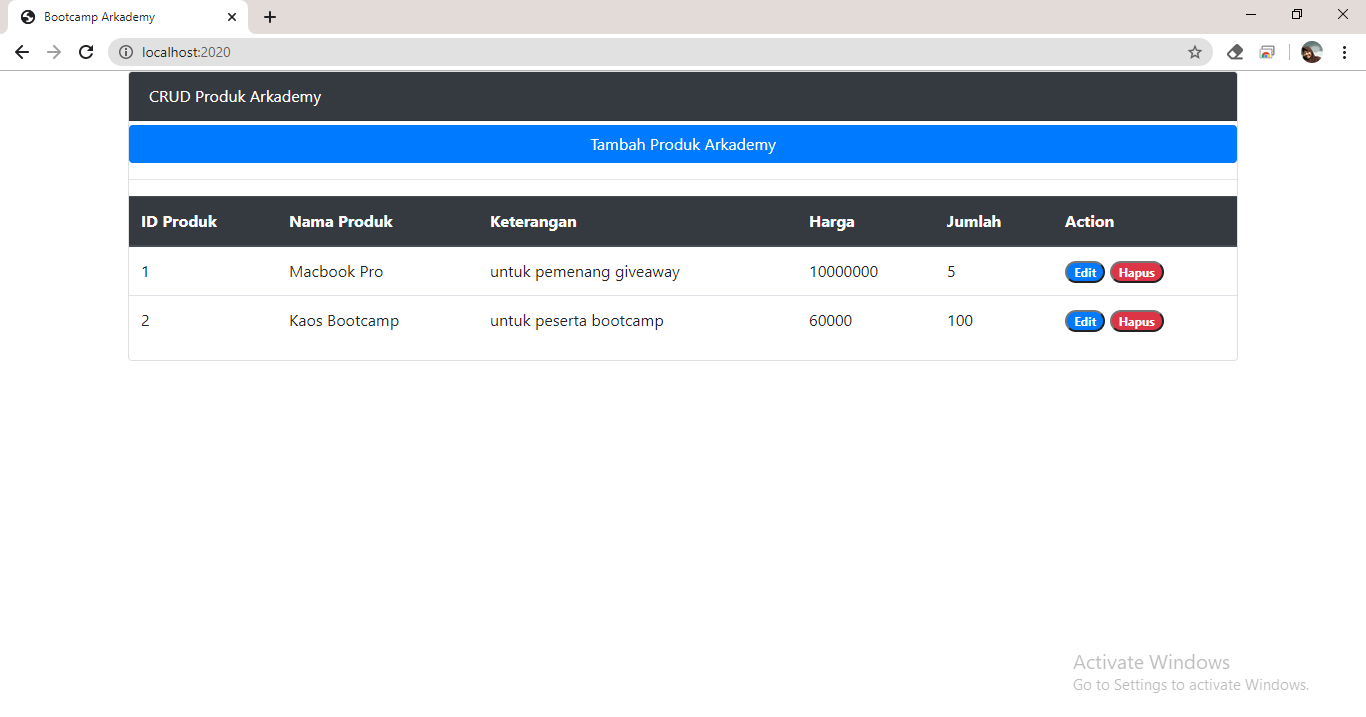 Bootcamp Arkademy
localhost:2020
CRUD Produk Arkademy
Tambah Produk Arkademy
ID Produk Nama Produk Keterangan Harga Jumlah Action
1 Macbook Pro untuk pemenang giveaway 10000000 5 Edit Hapus
2 Kaos Bootcamp untuk peserta bootcamp 60000 100 Edit Hapus
Activate Windows
Go to Settings to activate Windows.